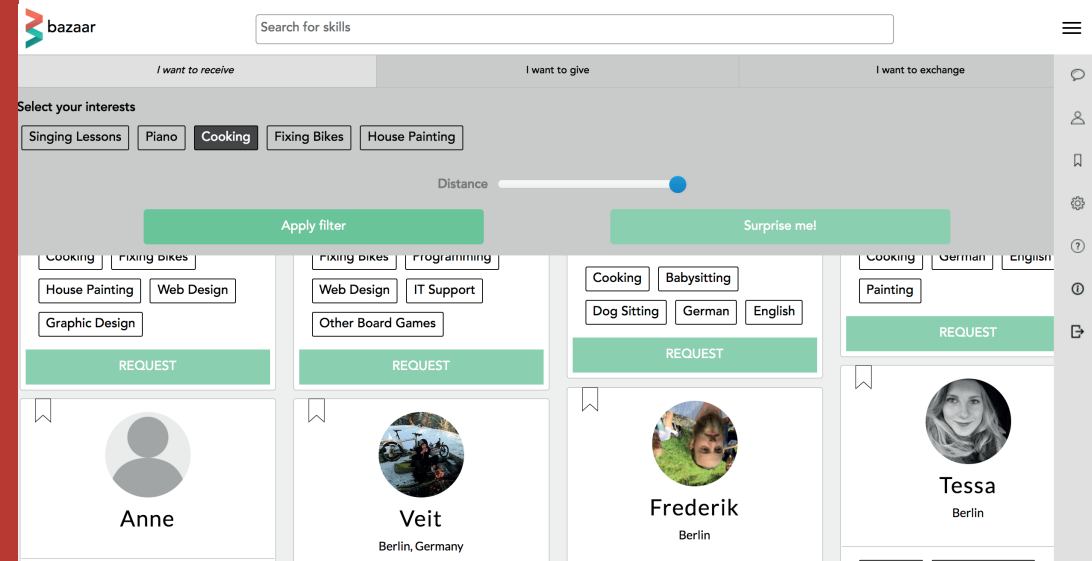 bazaar
Search for skills
I want to receive
I want to give
I want to exchange
Select your interests
Singing Lessons
Piano
Cooking
Fixing Bikes
House Painting
Distance
Apply filter
Surprise me!
Cooking
Fixing Bikes
House Painting
Web Design
Graphic Design
REQUEST
Fixing Bikes
Programming
Web Design
IT Support
Other Board Games
REQUEST
Cooking
Babysitting
Dog Sitting
German
English
REQUEST
Cooking
German
English
Painting
REQUEST
Anne
Veit
Berlin, Germany
Frederik
Berlin
Tessa
Berlin